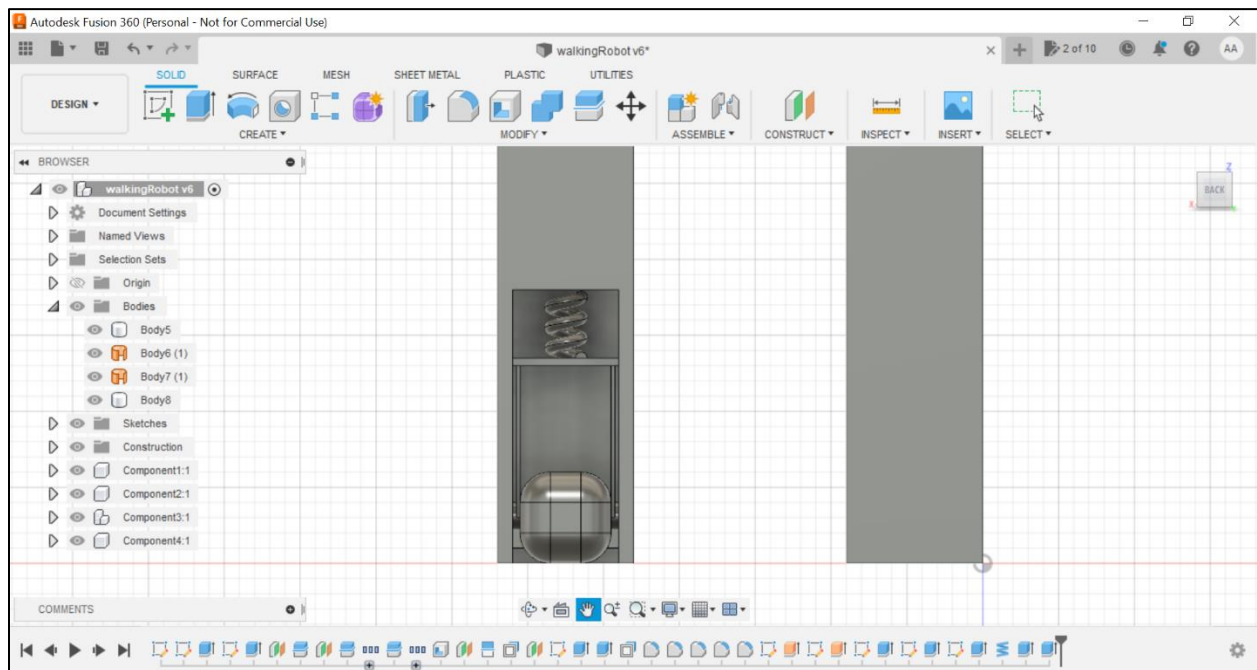 Autodesk Fusion 360 (Personal - Not for Commercial Use)
walkingRobot v6*
2 of 10
AA
DESIGN
SOLID SURFACE MESH SHEET METAL PLASTIC UTILITIES
CREATE MODIFY ASSEMBLE CONSTRUCT INSPECT INSERT SELECT
BROWSER
walkingRobot v6
Document Settings
Named Views
Selection Sets
Origin
Bodies
Body5
Body6 (1)
Body7 (1)
Body8
Sketches
Construction
Component1:1
Component2:1
Component3:1
Component4:1
Z
BACK
X
COMMENTS